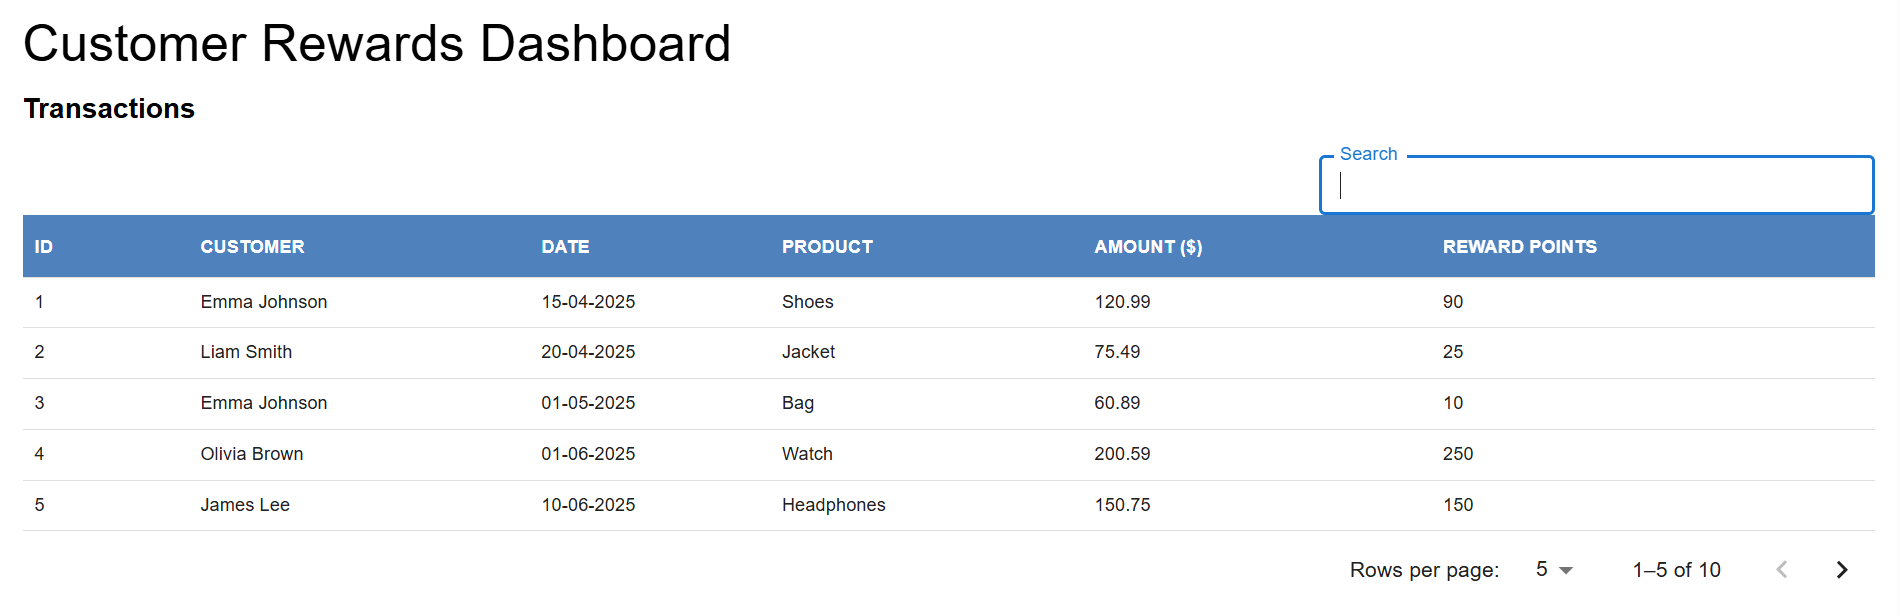 Customer Rewards Dashboard
Transactions
Search
ID CUSTOMER DATE PRODUCT AMOUNT ($) REWARD POINTS
1 Emma Johnson 15-04-2025 Shoes 120.99 90
2 Liam Smith 20-04-2025 Jacket 75.49 25
3 Emma Johnson 01-05-2025 Bag 60.89 10
4 Olivia Brown 01-06-2025 Watch 200.59 250
5 James Lee 10-06-2025 Headphones 150.75 150
Rows per page: 5 1–5 of 10